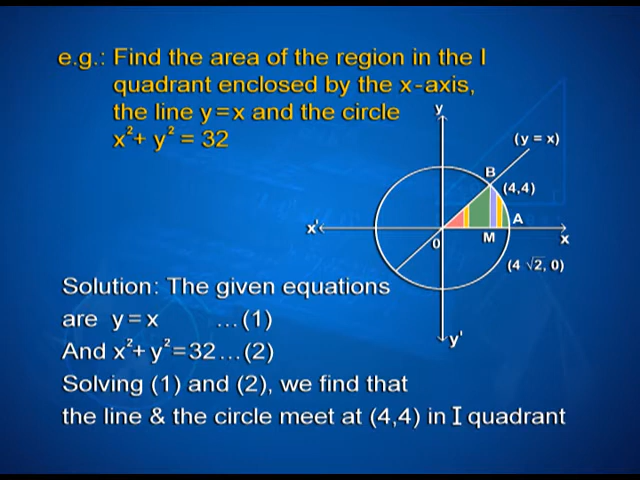 e.g.: Find the area of the region in the I
quadrant enclosed by the x-axis,
the line y=x and the circle
x²+ y² = 32
y
(y = x)
B
(4,4)
A
x'
0
M
x
(4 √2, 0)
y'
Solution: The given equations
are y=x ...(1)
And x²+y²=32...(2)
Solving (1) and (2), we find that
the line & the circle meet at (4,4) in I quadrant